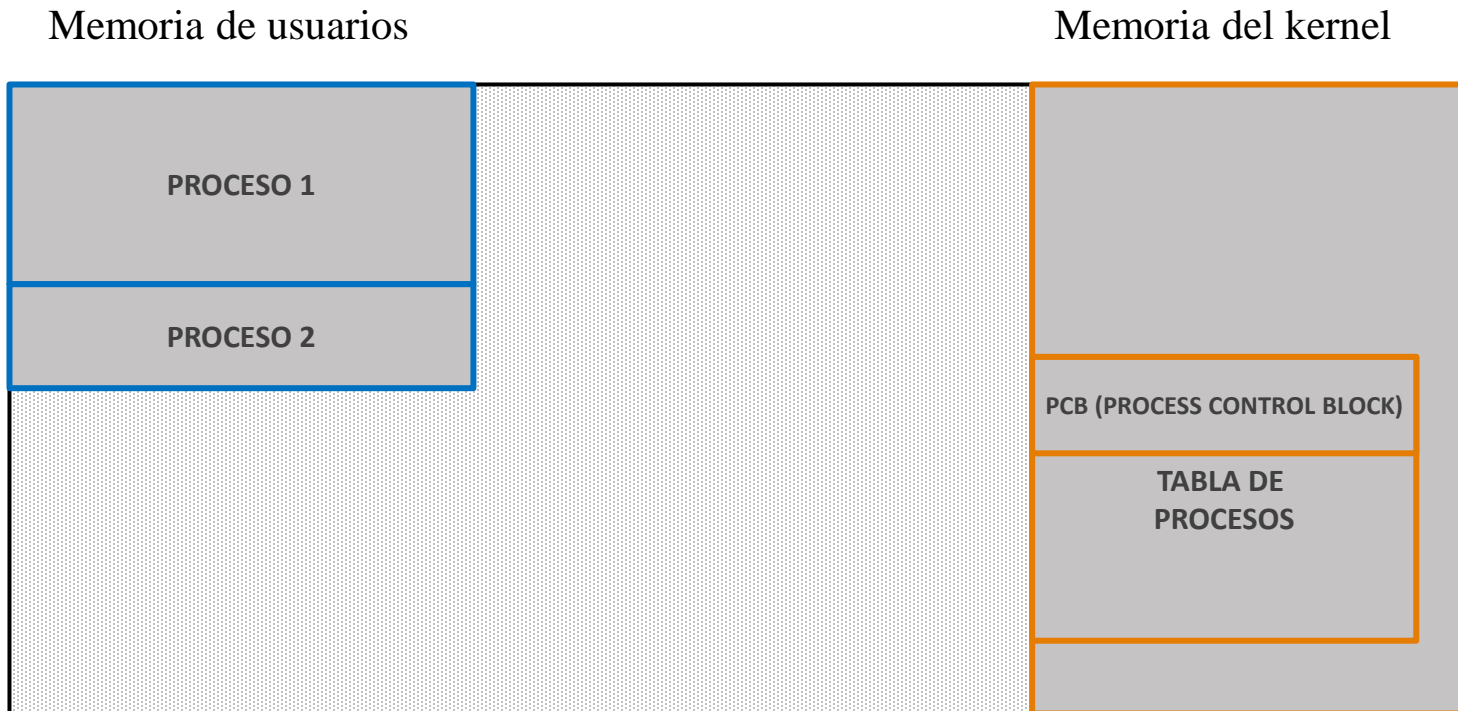 Memoria de usuarios
Memoria del kernel
PROCESO 1
PROCESO 2
PCB (PROCESS CONTROL BLOCK)
TABLA DE
PROCESOS